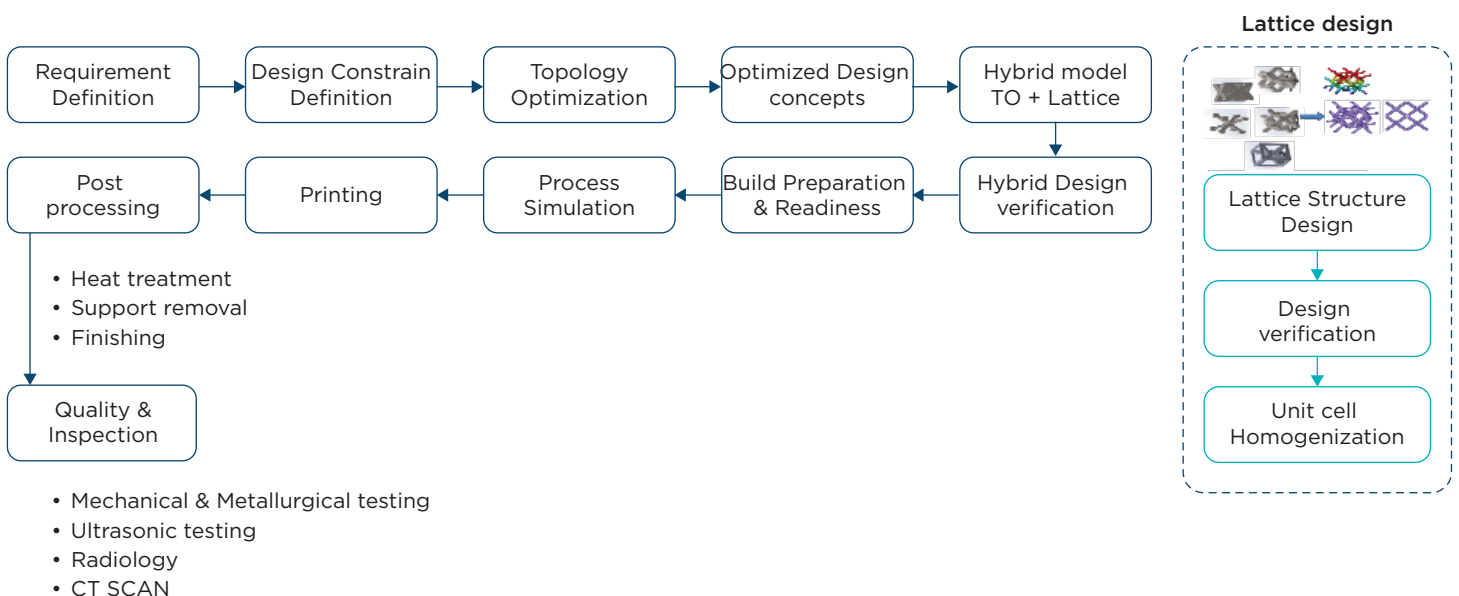 Lattice design
Requirement
Definition
Design Constrain
Definition
Topology
Optimization
Optimized Design
concepts
Hybrid model
TO + Lattice
Post
processing
Printing
Process
Simulation
Build Preparation
& Readiness
Hybrid Design
verification
• Heat treatment
• Support removal
• Finishing
Quality &
Inspection
• Mechanical & Metallurgical testing
• Ultrasonic testing
• Radiology
• CT SCAN
Lattice Structure
Design
Design
verification
Unit cell
Homogenization